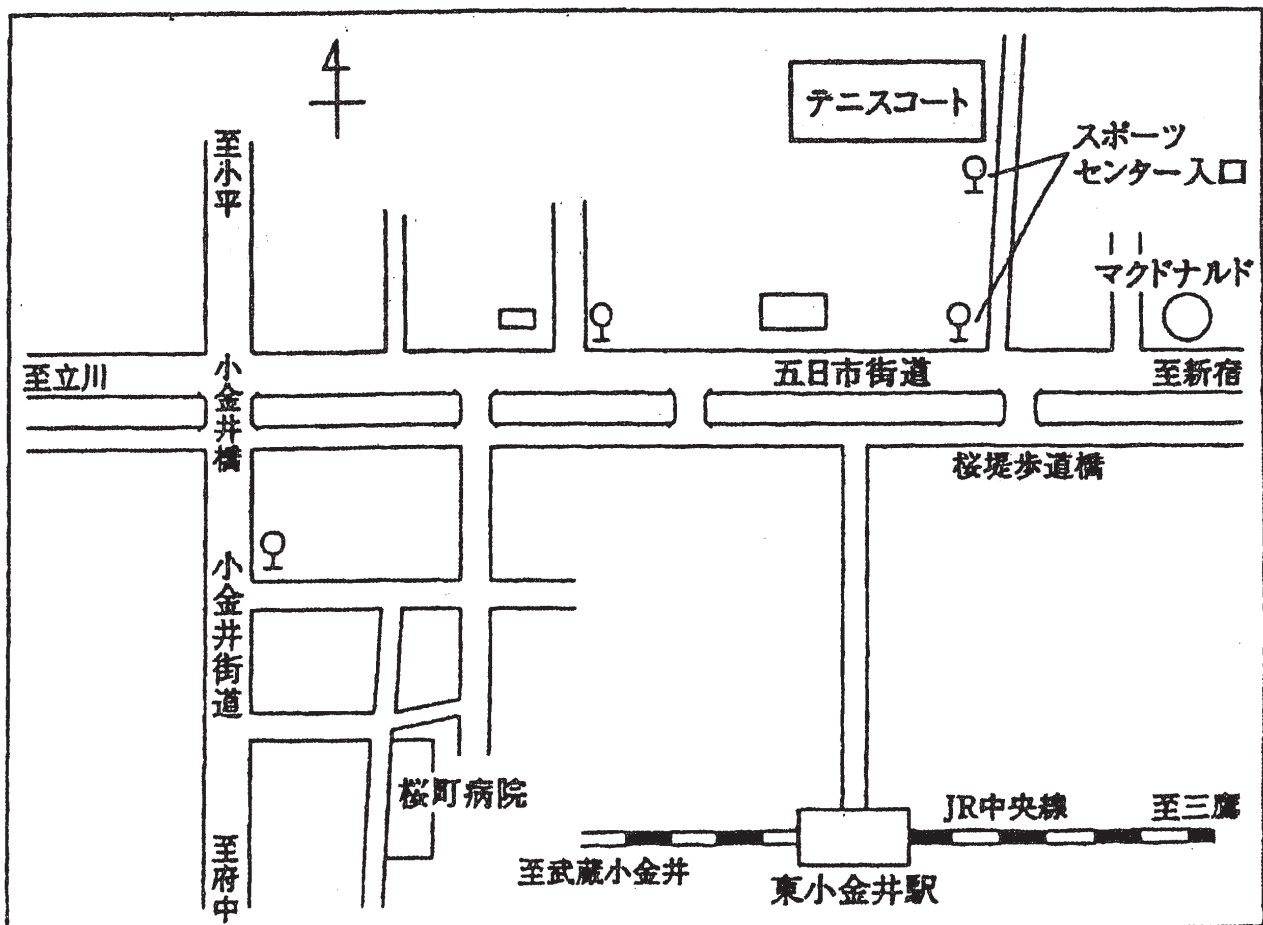 テニスコート
スポーツ
センター入口
至小平
マクドナルド
至立川
小金井橋
五日市街道
至新宿
桜堤歩道橋
小金井街道
桜町病院
JR中央線
至三鷹
至武蔵小金井
至府中
東小金井駅